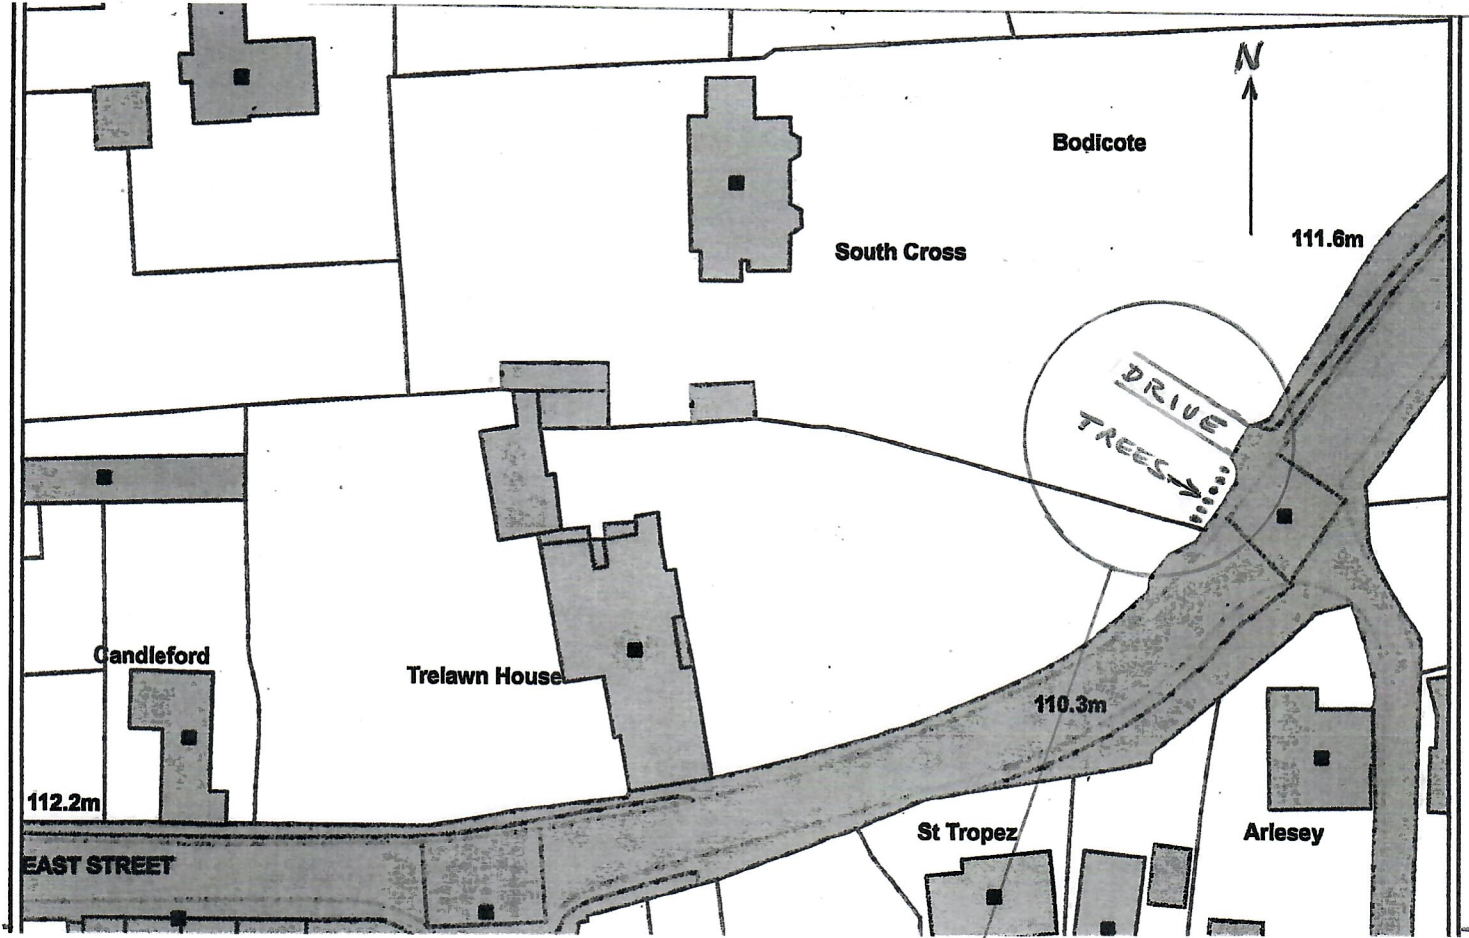 N
Bodicote
111.6m
South Cross
DRIVE
TREES
Candleford
Trelawn House
110.3m
112.2m
St Tropez
Arlesey
EAST STREET